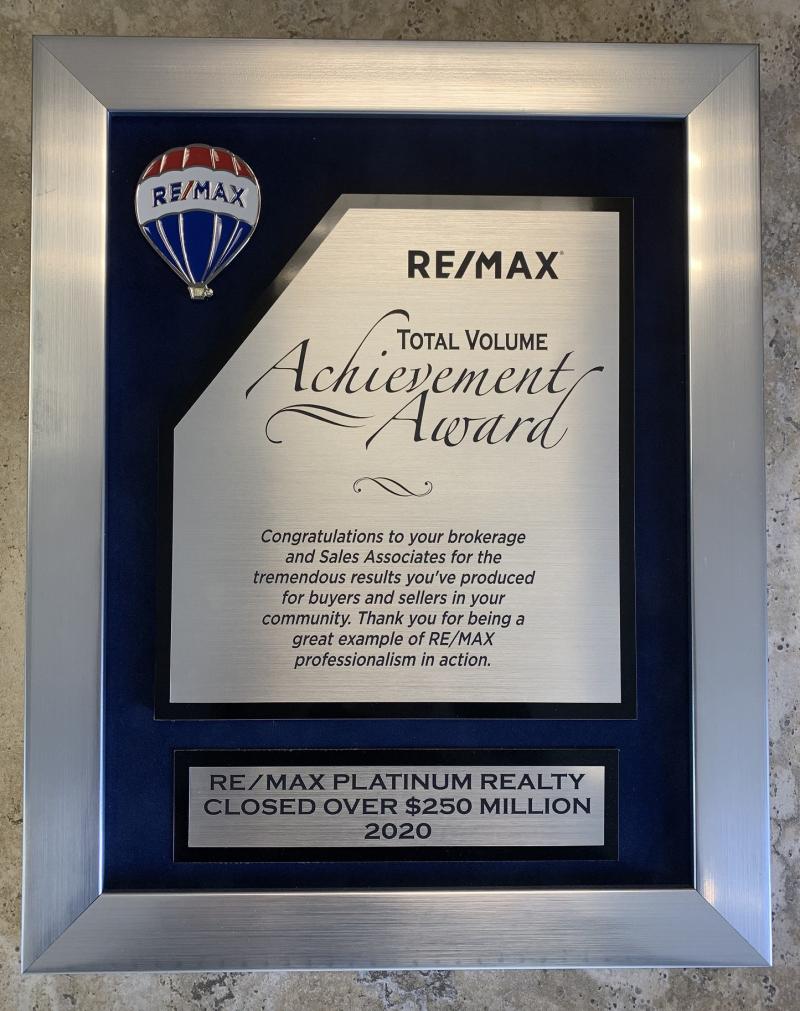 RE/MAX
RE/MAX®
TOTAL VOLUME
Achievement
Award
Congratulations to your brokerage
and Sales Associates for the
tremendous results you've produced
for buyers and sellers in your
community. Thank you for being a
great example of RE/MAX
professionalism in action.
RE/MAX PLATINUM REALTY
CLOSED OVER $250 MILLION
2020